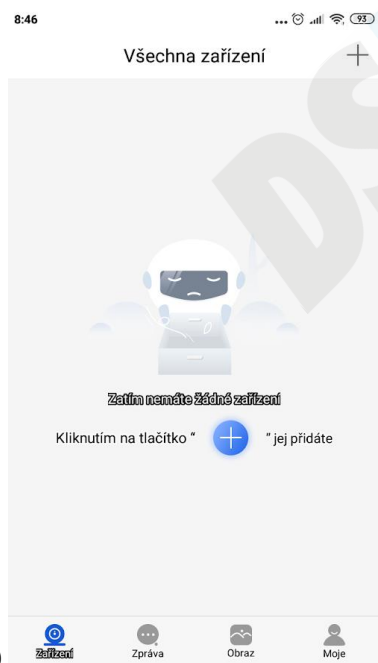 8:46
93
Všechna zařízení
Zatím nemáte žádné zařízení
Kliknutím na tlačítko “ ” jej přidáte
Zařízení
Zpráva
Obraz
Moje